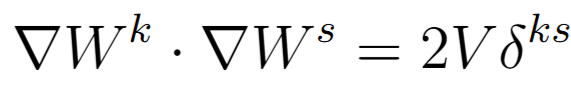 ∇W^k · ∇W^s = 2Vδ^{ks}